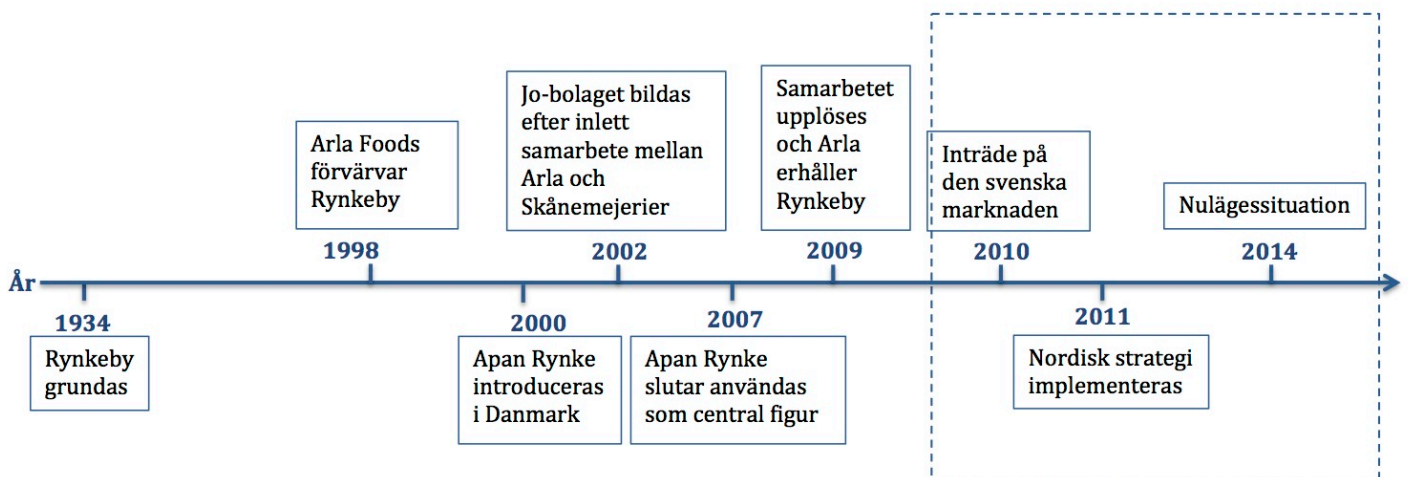 Arla Foods
förvärvar
Rynkeby
1998
Jo-bolaget bildas
efter inlett
samarbete mellan
Arla och
Skånemejerier
2002
Samarbetet
upplöses
och Arla
erhåller
Rynkeby
2009
Inträde på
den svenska
marknaden
2010
Nulägessituation
2014
År
1934
Rynkeby
grundas
2000
Apan Rynke
introduceras
i Danmark
2007
Apan Rynke
slutar användas
som central figur
2011
Nordisk strategi
implementeras